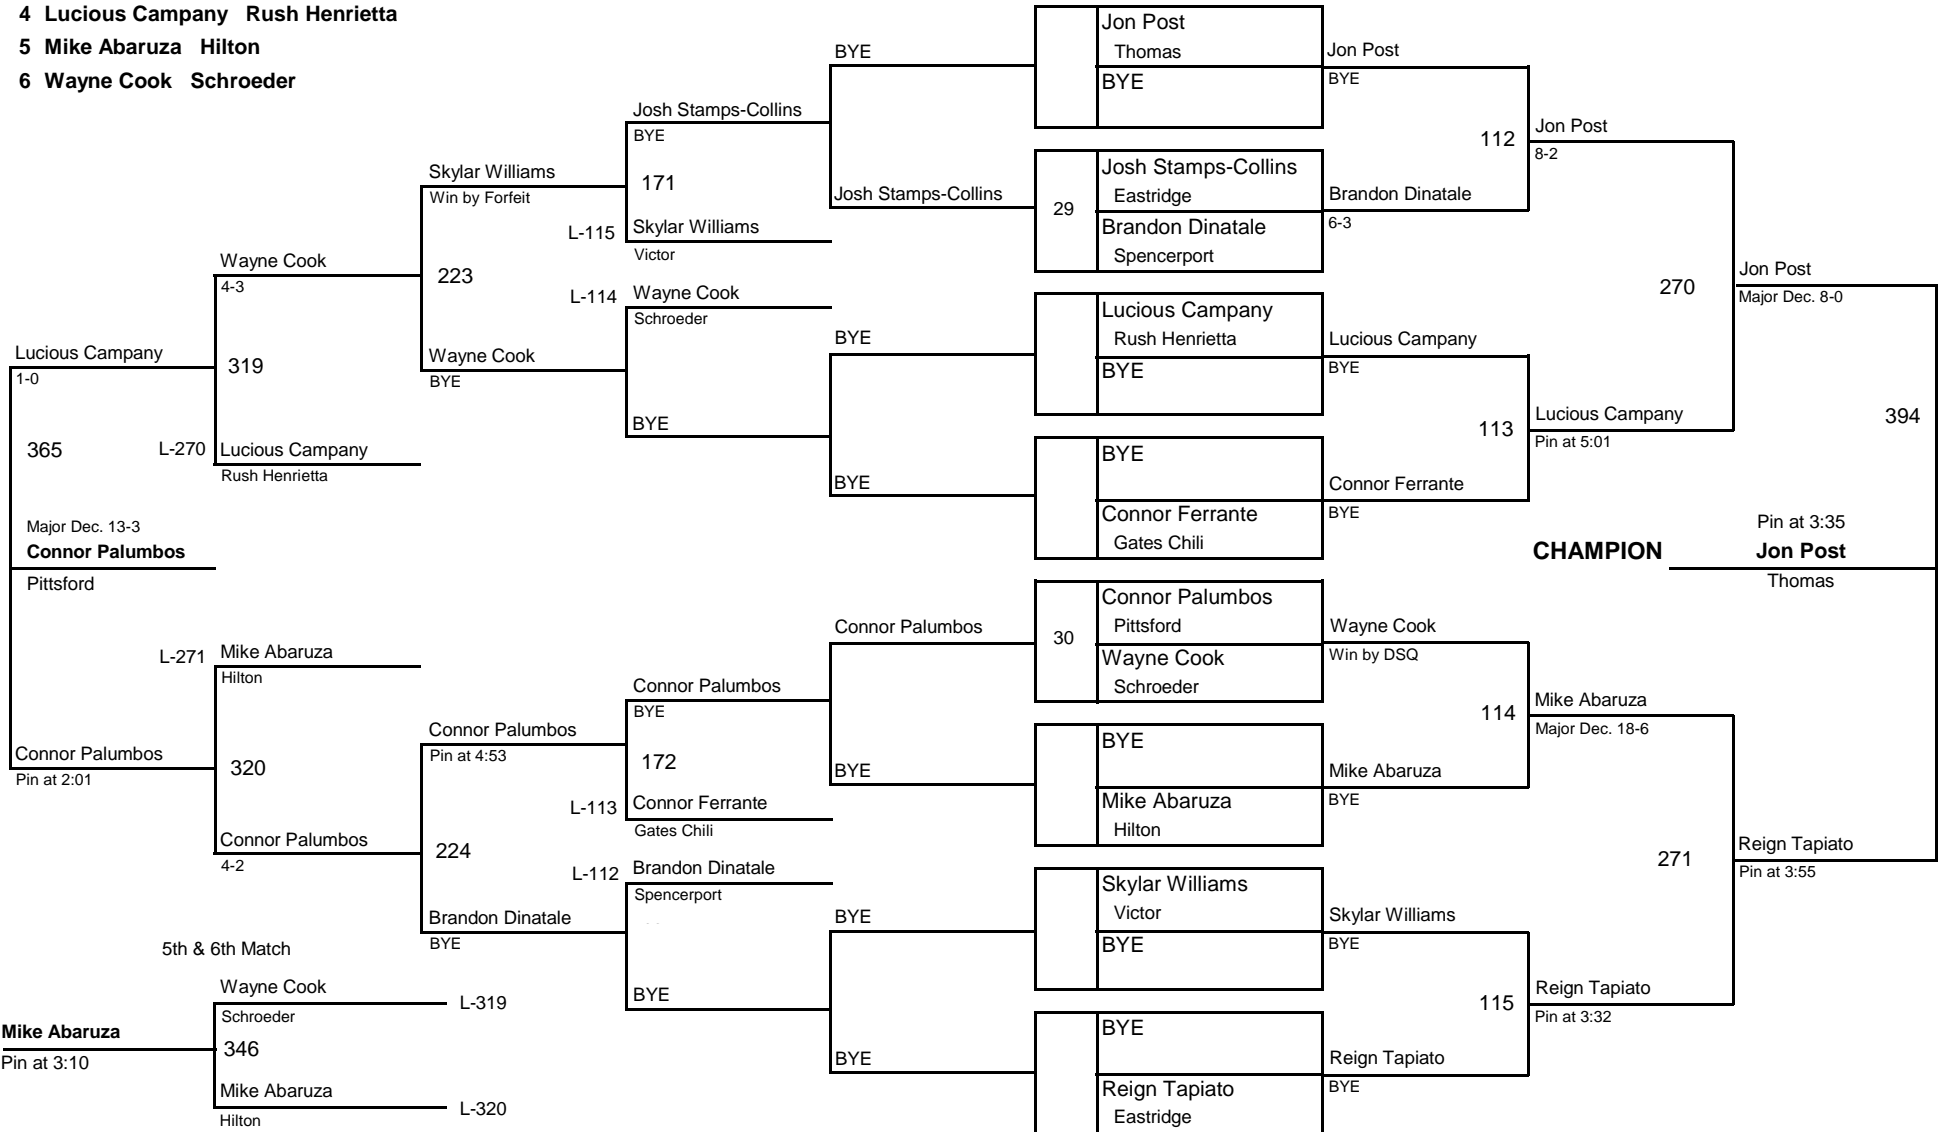 4 Lucious Campany Rush Henrietta
5 Mike Abaruza Hilton
6 Wayne Cook Schroeder
Jon Post
Thomas
BYE
Josh Stamps-Collins
Eastridge
29
Brandon Dinatale
Spencerport
Lucious Campany
Rush Henrietta
BYE
BYE
Connor Ferrante
Gates Chili
Connor Palumbos
Pittsford
30
Wayne Cook
Schroeder
BYE
Mike Abaruza
Hilton
Skylar Williams
Victor
BYE
BYE
Reign Tapiato
Eastridge
Jon Post
BYE
112
Brandon Dinatale
6-3
Lucious Campany
BYE
113
Connor Ferrante
BYE
Wayne Cook
Win by DSQ
114
Mike Abaruza
BYE
Skylar Williams
BYE
115
Reign Tapiato
BYE
Jon Post
8-2
270
Lucious Campany
Pin at 5:01
Mike Abaruza
Major Dec. 18-6
271
Reign Tapiato
Pin at 3:32
Jon Post
Major Dec. 8-0
394
Reign Tapiato
Pin at 3:55
Pin at 3:35
CHAMPION Jon Post
Thomas
BYE
Josh Stamps-Collins
BYE
BYE
Connor Palumbos
BYE
BYE
BYE
Josh Stamps-Collins
BYE
171
L-115 Skylar Williams
Victor
L-114 Wayne Cook
Schroeder
BYE
Connor Palumbos
BYE
172
L-113 Connor Ferrante
Gates Chili
L-112 Brandon Dinatale
Spencerport
BYE
Skylar Williams
Win by Forfeit
223
Wayne Cook
BYE
Connor Palumbos
Pin at 4:53
224
Brandon Dinatale
BYE
Wayne Cook
4-3
319
L-270 Lucious Campany
Rush Henrietta
L-271 Mike Abaruza
Hilton
320
Connor Palumbos
4-2
Lucious Campany
1-0
365
Major Dec. 13-3
Connor Palumbos
Pittsford
Connor Palumbos
Pin at 2:01
5th & 6th Match
Wayne Cook L-319
Schroeder
Mike Abaruza
346
Pin at 3:10
Mike Abaruza L-320
Hilton